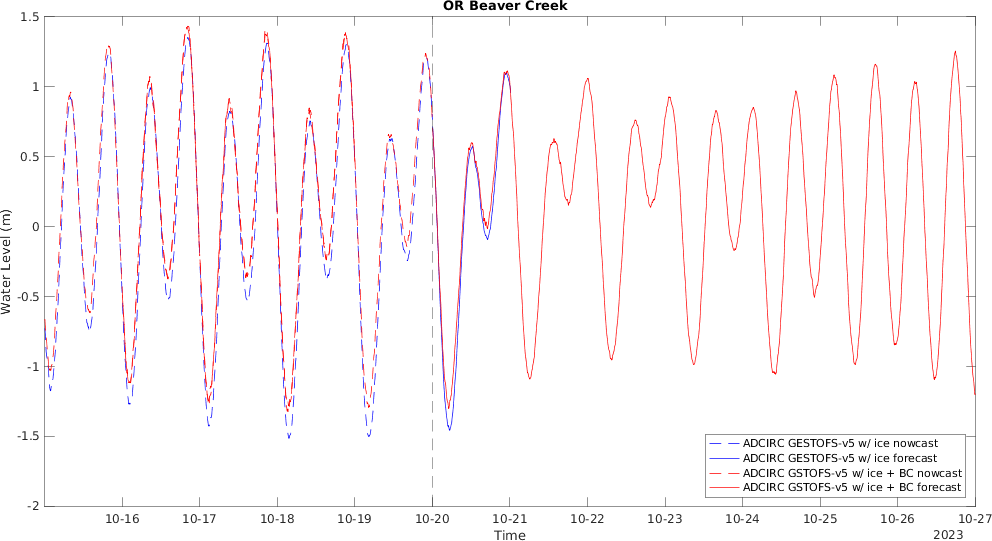 OR Beaver Creek
1.5
1
0.5
0
-0.5
-1
-1.5
-2
Water Level (m)
10-16 10-17 10-18 10-19 10-20 10-21 10-22 10-23 10-24 10-25 10-26 10-27
Time
2023
ADCIRC GESTOFS-v5 w/ ice nowcast
ADCIRC GESTOFS-v5 w/ ice forecast
ADCIRC GSTOFS-v5 w/ ice + BC nowcast
ADCIRC GSTOFS-v5 w/ ice + BC forecast